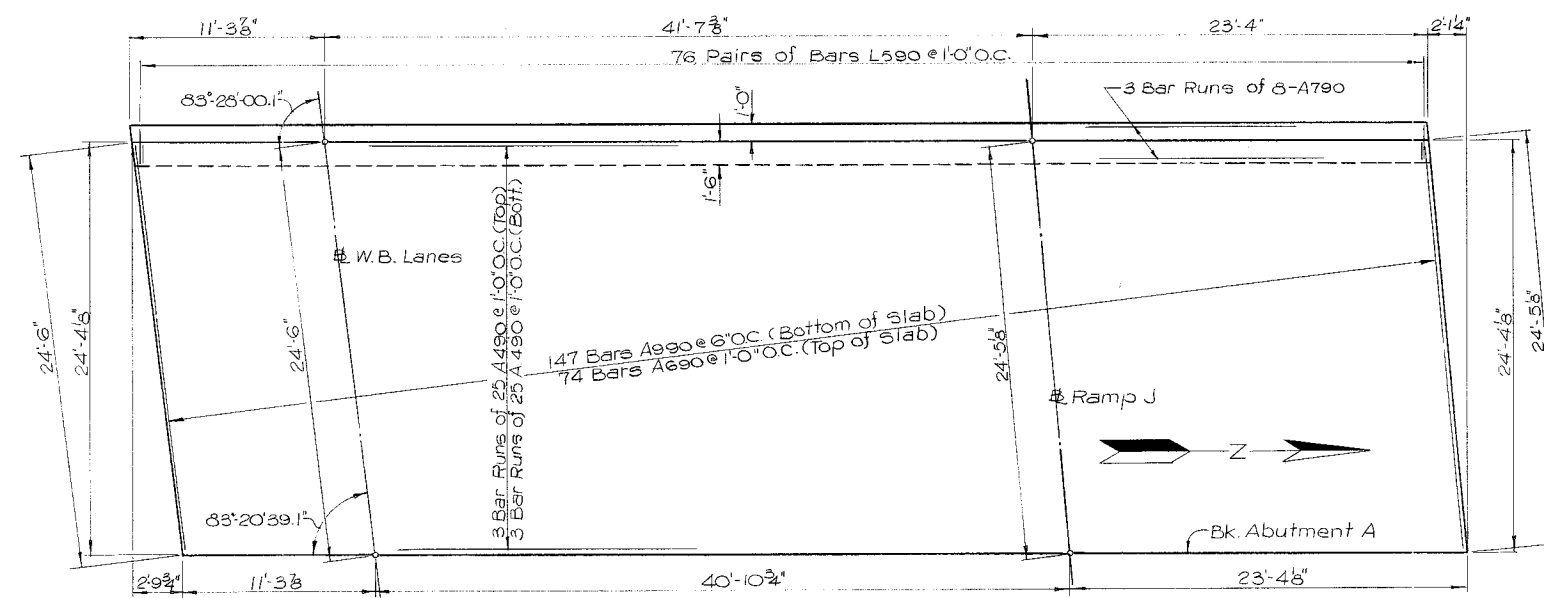 11'-3⅞"
41'-7⅜"
23'-4"
2'-1¼"
76 Pairs of Bars L590 @ 1'-0" O.C.
83°-28'-00.1"
1'-0"
3 Bar Runs of 8-A790
1'-6"
℄ W.B. Lanes
24'-6"
24'-4⅛"
24'-6"
3 Bar Runs of 25 A490 @ 1'-0" O.C. (Top)
3 Bar Runs of 25 A490 @ 1'-0" O.C. (Bott.)
147 Bars A990 @ 6" O.C. (Bottom of Slab)
74 Bars A690 @ 1'-0" O.C. (Top of Slab)
24'-5⅛"
℄ Ramp J
24'-4⅛"
24'-5⅛"
Z
83°-20'39.1"
Bk. Abutment A
2'-9¾"
11'-3⅞
40'-10¾"
23'-4⅛"